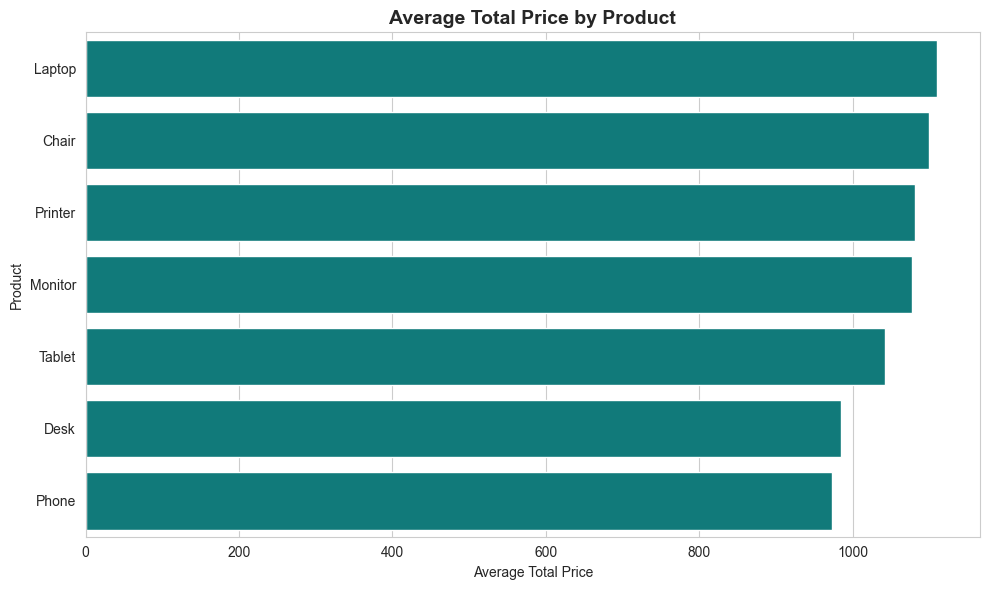 Average Total Price by Product
Product
Laptop
Chair
Printer
Monitor
Tablet
Desk
Phone
0 200 400 600 800 1000
Average Total Price